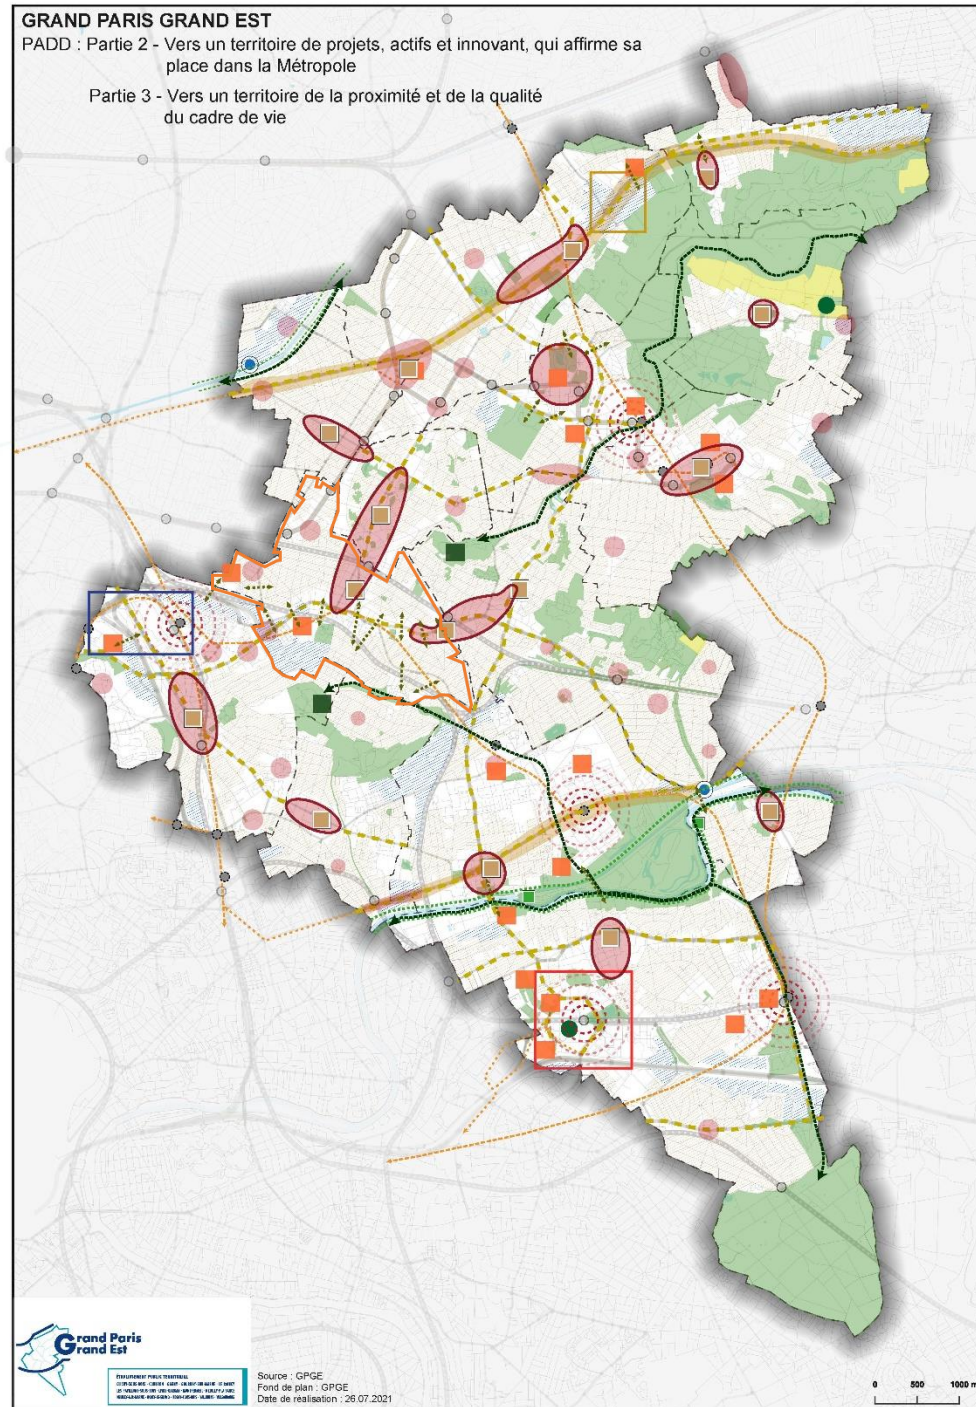 GRAND PARIS GRAND EST
PADD : Partie 2 - Vers un territoire de projets, actifs et innovant, qui affirme sa
place dans la Métropole
Partie 3 - Vers un territoire de la proximité et de la qualité
du cadre de vie
Grand Paris
Grand Est
ÉTABLISSEMENT PUBLIC TERRITORIAL
Source : GPGE
Fond de plan : GPGE
Date de réalisation : 26.07.2021
0 500 1000 m